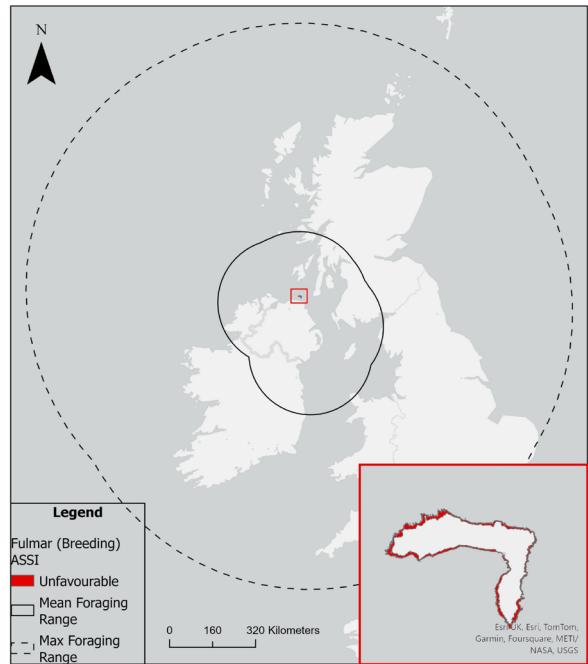 N
Legend
Fulmar (Breeding)
ASSI
Unfavourable
Mean Foraging
Range
Max Foraging
Range
0 160 320 Kilometers
Esri UK, Esri, TomTom,
Garmin, Foursquare, METI/
NASA, USGS